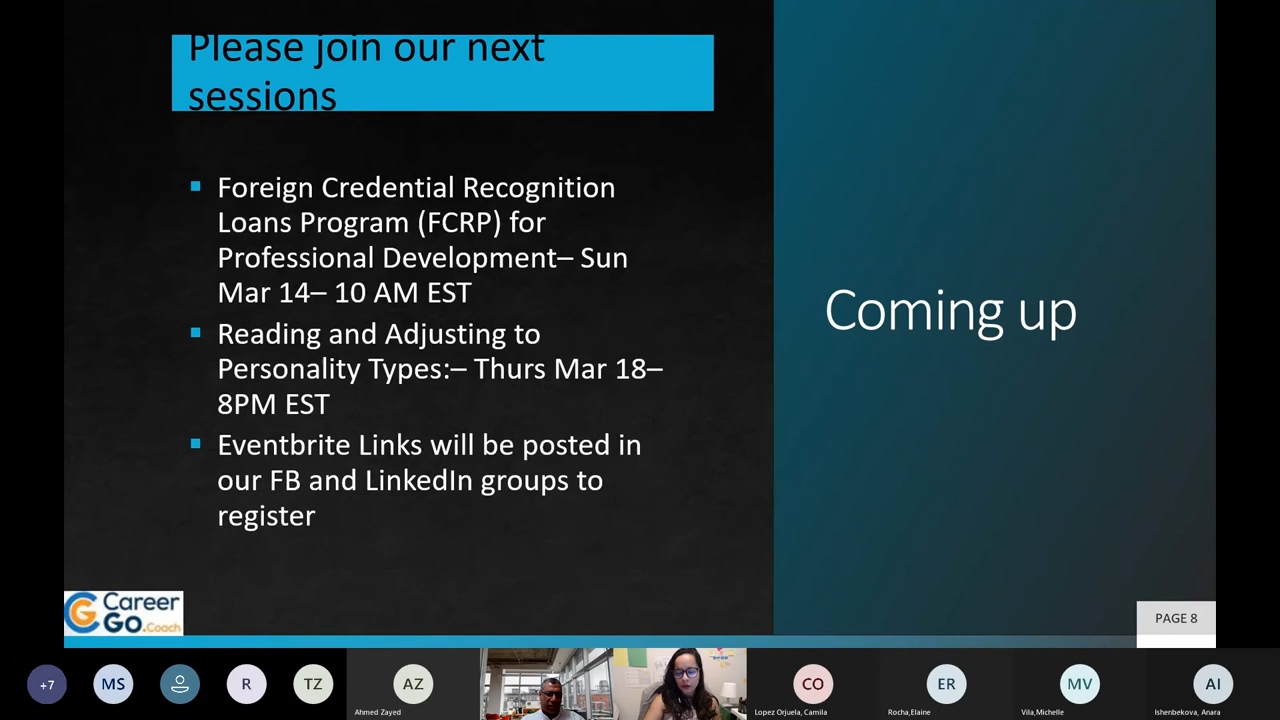 Please join our next
sessions
Foreign Credential Recognition
Loans Program (FCRP) for
Professional Development– Sun
Mar 14– 10 AM EST
Reading and Adjusting to
Personality Types:– Thurs Mar 18–
8PM EST
Eventbrite Links will be posted in
our FB and LinkedIn groups to
register
Coming up
Career
Go.Coach
PAGE 8
+7
MS
R
TZ
AZ
CO
ER
MV
AI
Ahmed Zayed
Lopez Orjuela, Camila
Rocha,Elaine
Vila,Michelle
Ishenbekova, Anara